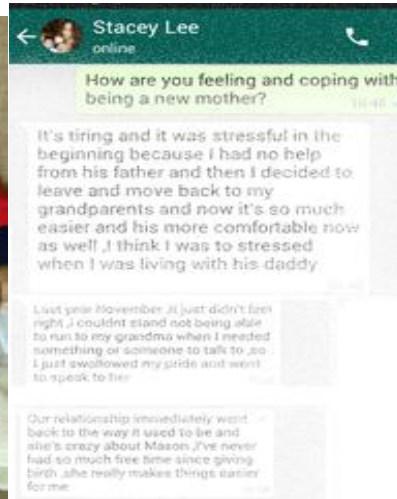 Stacey Lee
online
How are you feeling and coping with
being a new mother?
It's tiring and it was stressful in the
beginning because I had no help
from his father and then I decided to
leave and move back to my
grandparents and now it's so much
easier and his more comfortable now
as well ,I think I was to stressed
when I was living with his daddy
Last year November ,it just didn't feel
right ,I couldnt stand not being able
to run to my grandma when I needed
something or someone to talk to ,so
I just swallowed my pride and went
to speak to her
Our relationship immediately went
back to the way it used to be and
she's crazy about Mason ,I've never
had so much free time since giving
birth ,she really makes things easier
for me